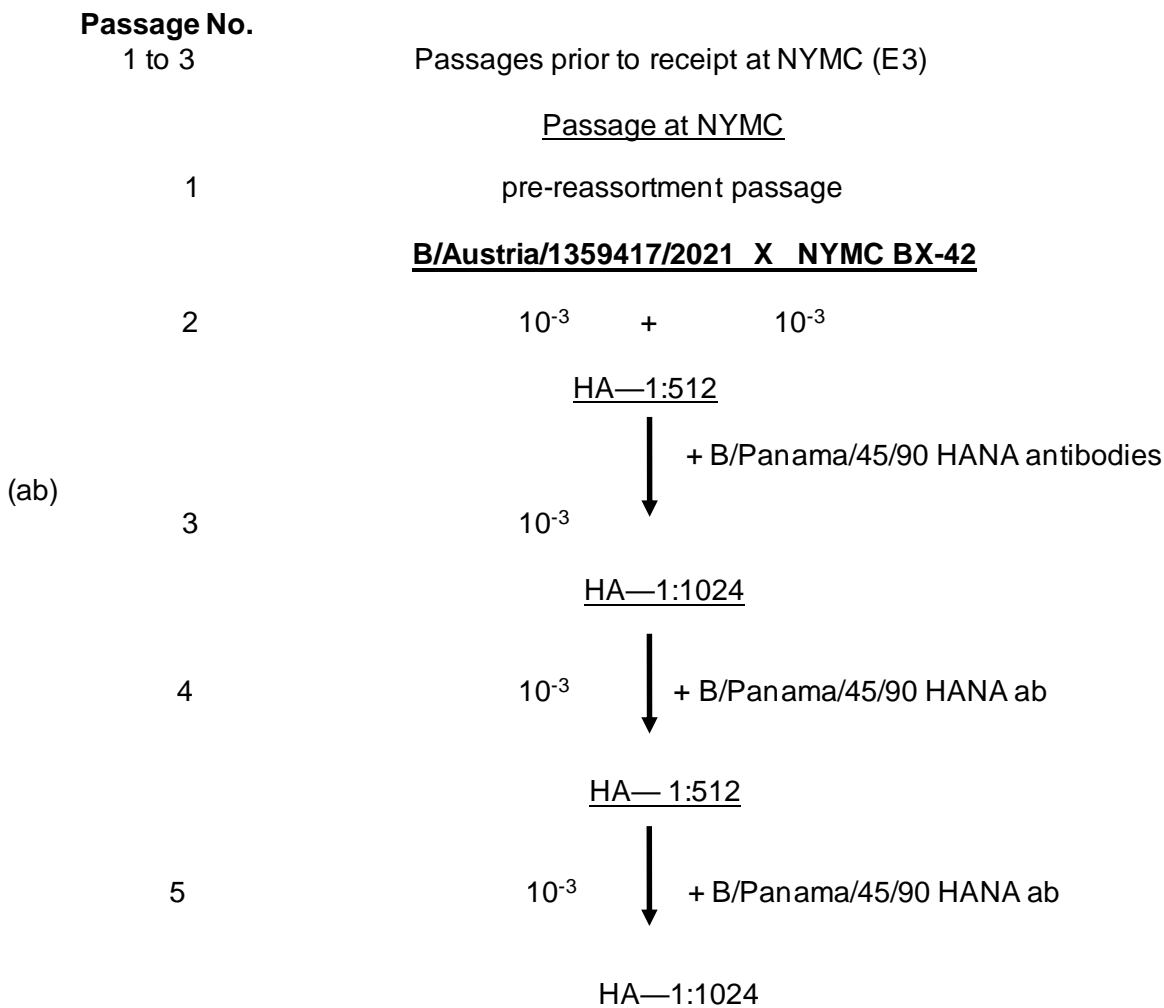 Passage No.
1 to 3 Passages prior to receipt at NYMC (E3)
Passage at NYMC
1 pre-reassortment passage
B/Austria/1359417/2021 X NYMC BX-42
2 10⁻³ + 10⁻³
HA—1:512
+ B/Panama/45/90 HANA antibodies
(ab)
3 10⁻³
HA—1:1024
4 10⁻³ + B/Panama/45/90 HANA ab
HA— 1:512
5 10⁻³ + B/Panama/45/90 HANA ab
HA—1:1024